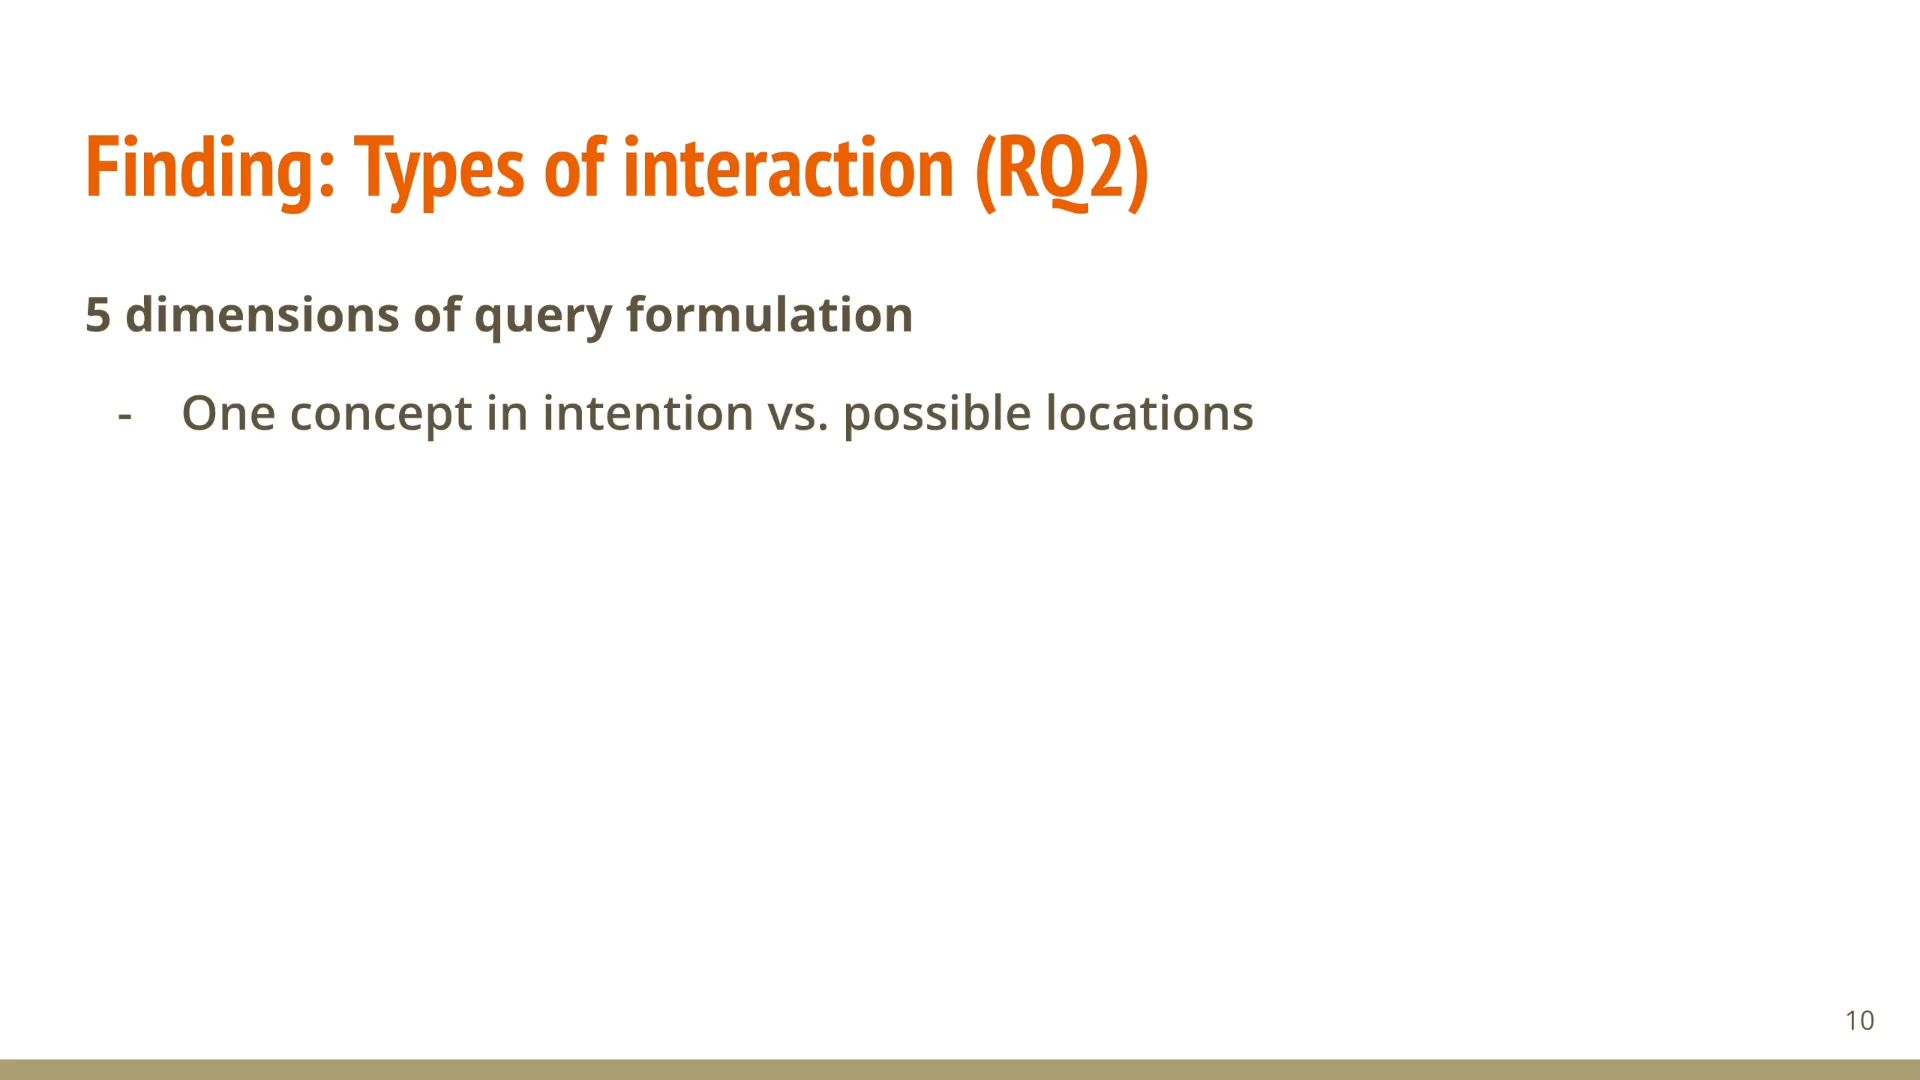 Finding: Types of interaction (RQ2)
5 dimensions of query formulation
- One concept in intention vs. possible locations
10